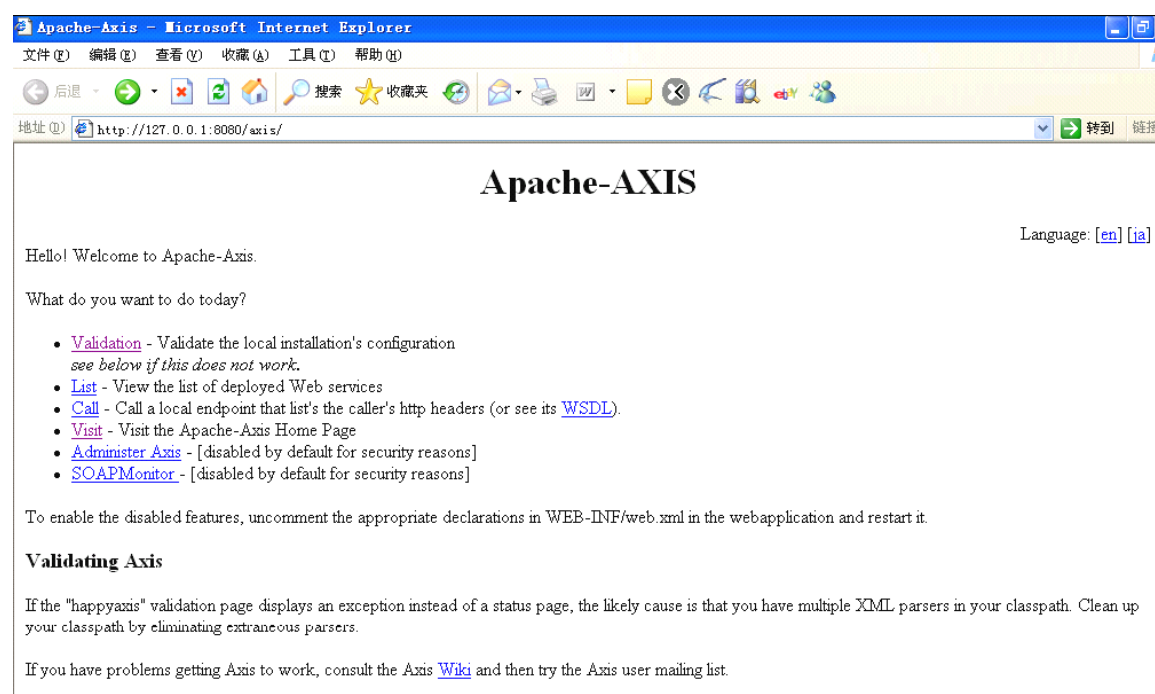 Apache-Axis - Microsoft Internet Explorer
文件(F) 编辑(E) 查看(V) 收藏(A) 工具(T) 帮助(H)
后退 搜索 收藏夹 ebY
地址(D) http://127.0.0.1:8080/axis/ 转到 链接
Apache-AXIS
Language: [en] [ja]
Hello! Welcome to Apache-Axis.
What do you want to do today?
• Validation - Validate the local installation's configuration
see below if this does not work.
• List - View the list of deployed Web services
• Call - Call a local endpoint that list's the caller's http headers (or see its WSDL).
• Visit - Visit the Apache-Axis Home Page
• Administer Axis - [disabled by default for security reasons]
• SOAPMonitor - [disabled by default for security reasons]
To enable the disabled features, uncomment the appropriate declarations in WEB-INF/web.xml in the webapplication and restart it.
Validating Axis
If the "happyaxis" validation page displays an exception instead of a status page, the likely cause is that you have multiple XML parsers in your classpath. Clean up
your classpath by eliminating extraneous parsers.
If you have problems getting Axis to work, consult the Axis Wiki and then try the Axis user mailing list.